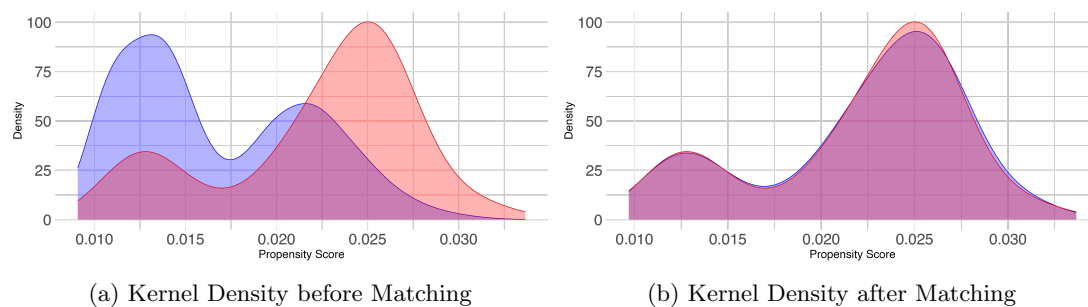 100
75
50
25
0
Density
0.010 0.015 0.020 0.025 0.030
Propensity Score
(a) Kernel Density before Matching
100
75
50
25
0
Density
0.010 0.015 0.020 0.025 0.030
Propensity Score
(b) Kernel Density after Matching